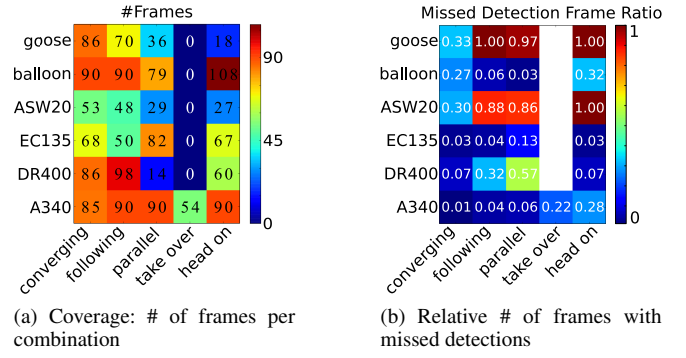 #Frames
goose 86 70 36 0 18
balloon 90 90 79 0 108
ASW20 53 48 29 0 27
EC135 68 50 82 0 67
DR400 86 98 14 0 60
A340 85 90 90 54 90
converging following parallel take over head on
90
45
0
(a) Coverage: # of frames per
combination
Missed Detection Frame Ratio
goose 0.33 1.00 0.97 1.00
balloon 0.27 0.06 0.03 0.32
ASW20 0.30 0.88 0.86 1.00
EC135 0.03 0.04 0.13 0.03
DR400 0.07 0.32 0.57 0.07
A340 0.01 0.04 0.06 0.22 0.28
converging following parallel take over head on
1
0
(b) Relative # of frames with
missed detections